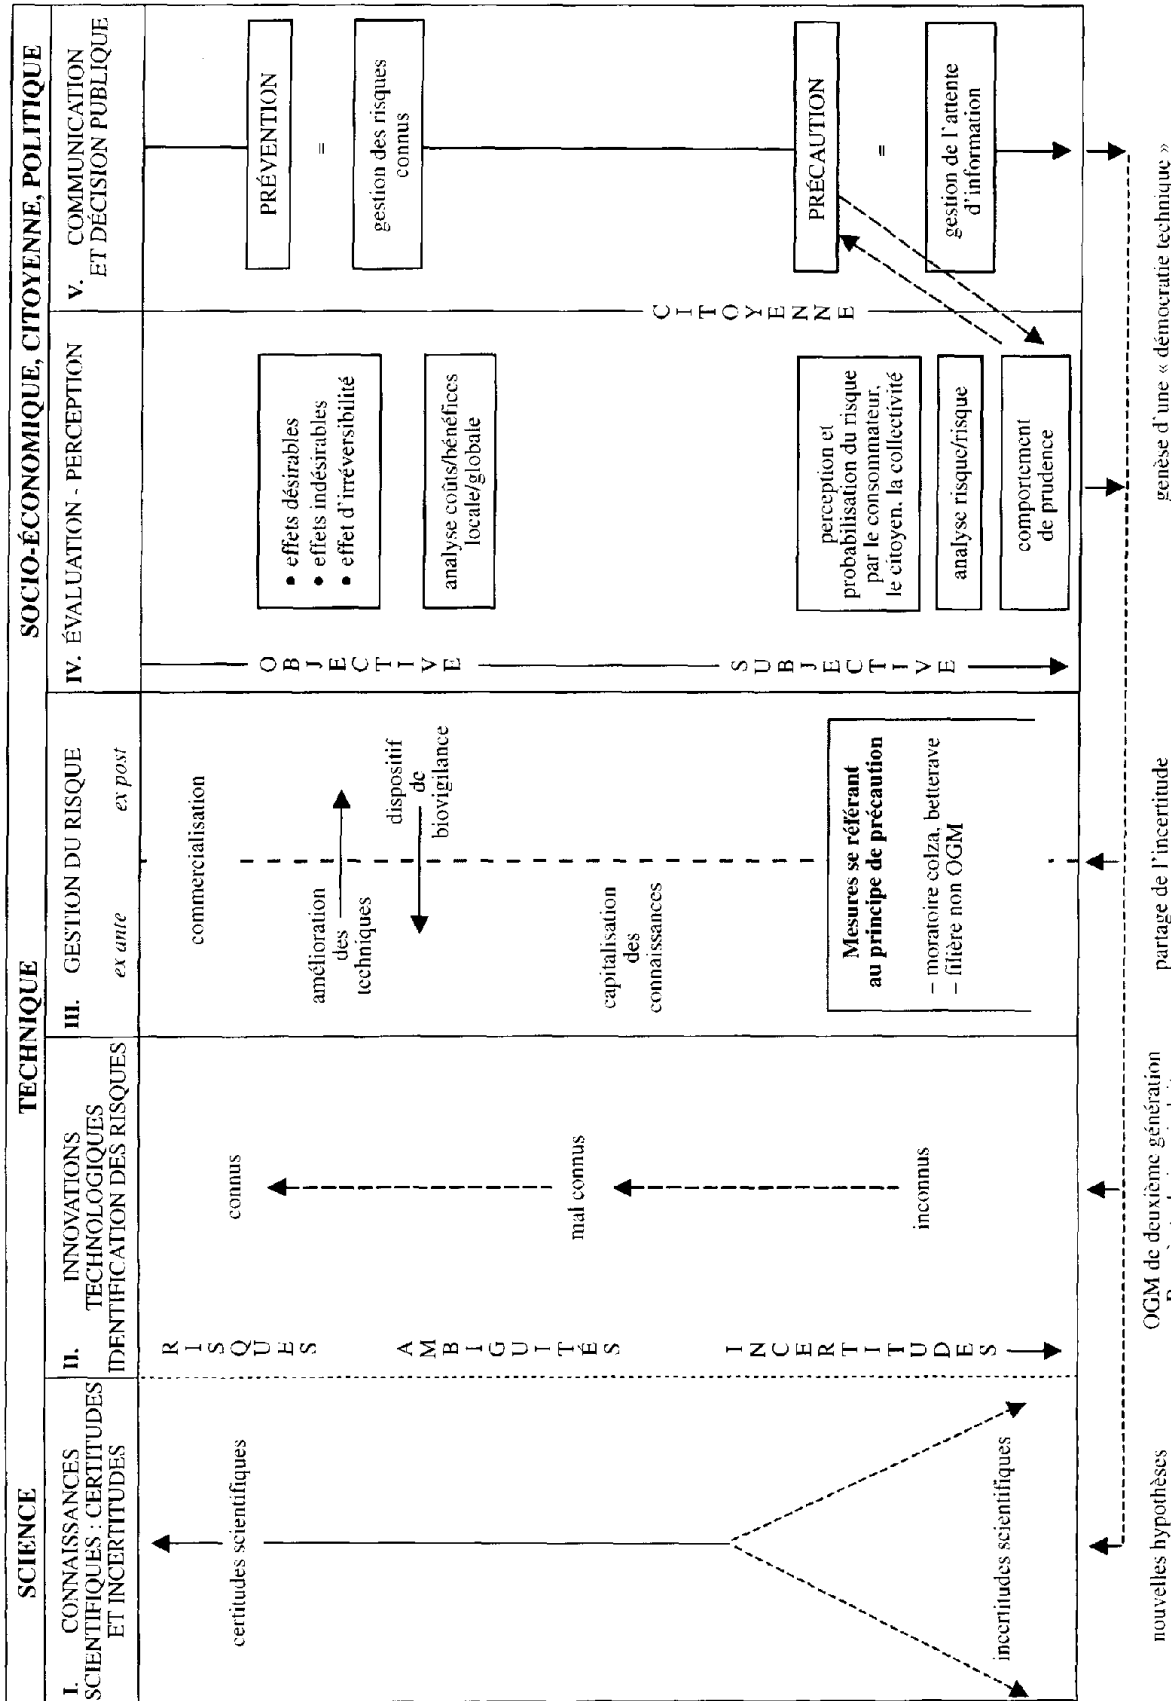 SCIENCE
TECHNIQUE
SOCIO-ÉCONOMIQUE, CITOYENNE, POLITIQUE
I. CONNAISSANCES
SCIENTIFIQUES : CERTITUDES
ET INCERTITUDES
II. INNOVATIONS
TECHNOLOGIQUES
IDENTIFICATION DES RISQUES
III. GESTION DU RISQUE
ex ante
ex post
IV. ÉVALUATION - PERCEPTION
V. COMMUNICATION
ET DÉCISION PUBLIQUE
certitudes scientifiques
incertitudes scientifiques
RISQUES
AMBIGUITÉS
INCERTITUDES
connus
mal connus
inconnus
commercialisation
amélioration
des
techniques
dispositif
de
biovigilance
capitalisation
des
connaissances
Mesures se référant
au principe de précaution
– moratoire colza, betterave
– filière non OGM
OBJECTIVE
SUBJECTIVE
• effets désirables
• effets indésirables
• effet d'irréversibilité
analyse coûts/bénéfices
locale/globale
perception et
probabilisation du risque
par le consommateur,
le citoyen, la collectivité
analyse risque/risque
comportement
de prudence
CITOYENNE
PRÉVENTION
=
gestion des risques
connus
PRÉCAUTION
=
gestion de l'attente
d'information
nouvelles hypothèses
OGM de deuxième génération
partage de l'incertitude
genèse d'une « démocratie technique »